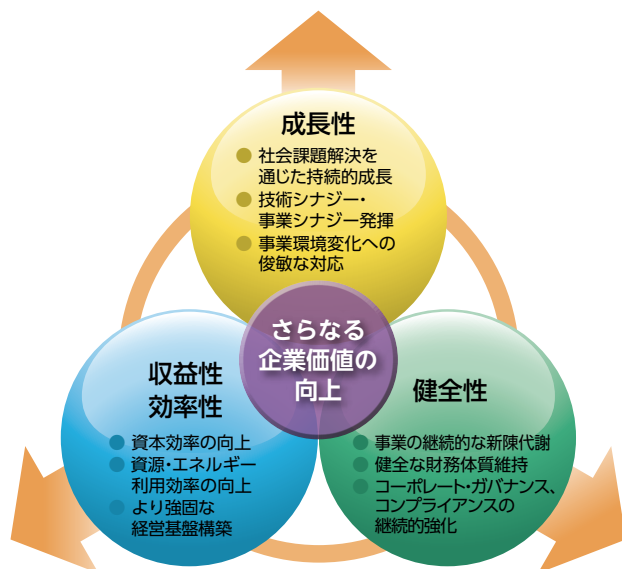 成長性
● 社会課題解決を
通じた持続的成長
● 技術シナジー・
事業シナジー発揮
● 事業環境変化への
俊敏な対応
さらなる
企業価値の
向上
収益性
効率性
● 資本効率の向上
● 資源・エネルギー
利用効率の向上
● より強固な
経営基盤構築
健全性
● 事業の継続的な新陳代謝
● 健全な財務体質維持
● コーポレート・ガバナンス、
コンプライアンスの
継続的強化